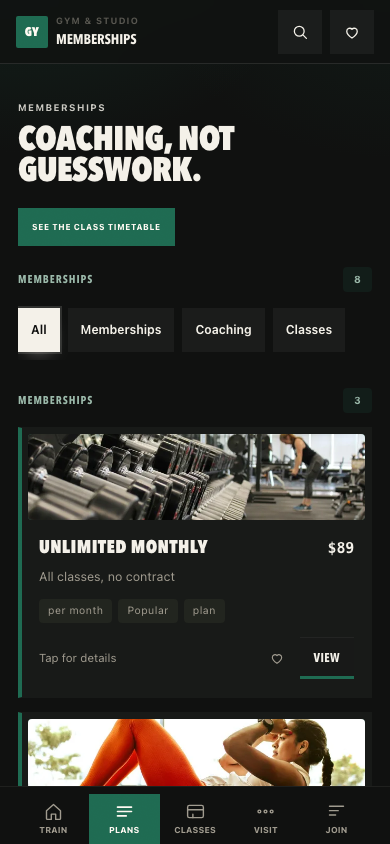 GY
GYM & STUDIO
MEMBERSHIPS
MEMBERSHIPS
COACHING, NOT
GUESSWORK.
SEE THE CLASS TIMETABLE
MEMBERSHIPS 8
All Memberships Coaching Classes
MEMBERSHIPS 3
UNLIMITED MONTHLY $89
All classes, no contract
per month Popular plan
Tap for details VIEW
TRAIN PLANS CLASSES VISIT JOIN